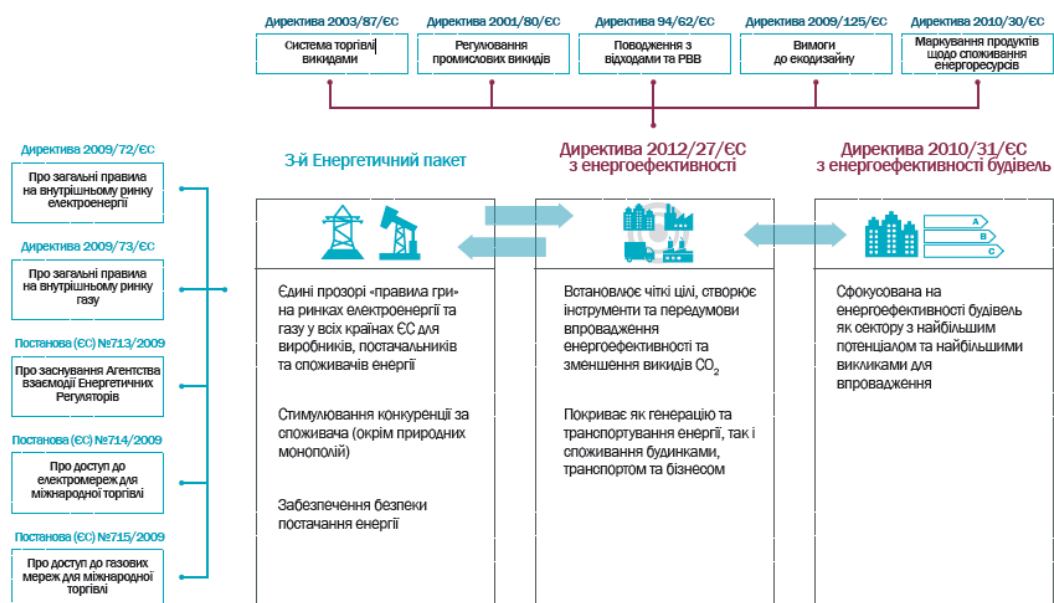 Директива 2003/87/ЄС
Система торгівлі
викидами
Директива 2001/80/ЄС
Регулювання
промислових викидів
Директива 94/62/ЄС
Поводження з
відходами та РВВ
Директива 2009/125/ЄС
Вимоги
до екодизайну
Директива 2010/30/ЄС
Маркування продуктів
щодо споживання
енергоресурсів
Директива 2009/72/ЄС
Про загальні правила
на внутрішньому ринку
електроенергії
Директива 2009/73/ЄС
Про загальні правила
на внутрішньому ринку
газу
Постанова (ЄС) №713/2009
Про заснування Агентства
взаємодії Енергетичних
Регуляторів
Постанова (ЄС) №714/2009
Про доступ до
електромереж для
міжнародної торгівлі
Постанова (ЄС) №715/2009
Про доступ до газових
мереж для міжнародної
торгівлі
3-й Енергетичний пакет
Єдині прозорі «правила гри»
на ринках електроенергії та
газу у всіх країнах ЄС для
виробників, постачальників
та споживачів енергії
Стимулювання конкуренції за
споживача (окрім природних
монополій)
Забезпечення безпеки
постачання енергії
Директива 2012/27/ЄС
з енергоефективності
Встановлює чіткі цілі, створює
інструменти та передумови
впровадження
енергоефективності та
зменшення викидів CO₂
Покриває як генерацію та
транспортування енергії, так і
споживання будинками,
транспортом та бізнесом
Директива 2010/31/ЄС
з енергоефективності будівель
A
B
C
Сфокусована на
енергоефективності будівель
як сектору з найбільшим
потенціалом та найбільшими
викликами для
впровадження